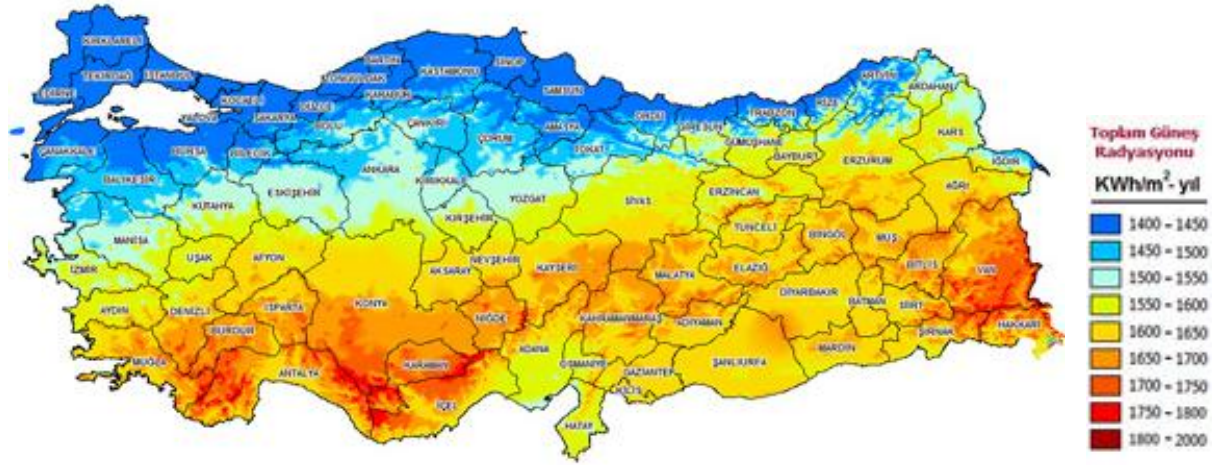 KIRKLARELİ
TEKİRDAĞ
İSTANBUL
EDİRNE
KOCAELİ
YALOVA
SAKARYA
DÜZCE
BOLU
ZONGULDAK
BARTIN
KARABÜK
KASTAMONU
SİNOP
SAMSUN
ÇANKIRI
ÇORUM
AMASYA
TOKAT
ORDU
GİRESUN
TRABZON
RİZE
ARTVİN
ARDAHAN
KARS
IĞDIR
GÜMÜŞHANE
BAYBURT
ERZURUM
AĞRI
ÇANAKKALE
BURSA
BİLECİK
BALIKESİR
KÜTAHYA
ESKİŞEHİR
ANKARA
KIRIKKALE
YOZGAT
KIRŞEHİR
SİVAS
ERZİNCAN
TUNCELİ
BİNGÖL
MUŞ
BİTLİS
VAN
MANİSA
İZMİR
UŞAK
AFYON
AKSARAY
NEVŞEHİR
KAYSERİ
MALATYA
ELAZIĞ
DİYARBAKIR
BATMAN
SİİRT
ŞIRNAK
HAKKARİ
AYDIN
DENİZLİ
ISPARTA
BURDUR
KONYA
NİĞDE
KAHRAMANMARAŞ
ADIYAMAN
MARDİN
MUĞLA
ANTALYA
KARAMAN
İÇEL
ADANA
OSMANİYE
GAZİANTEP
KİLİS
ŞANLIURFA
HATAY
Toplam Güneş
Radyasyonu
KWh/m²- yıl
1400 - 1450
1450 - 1500
1500 - 1550
1550 - 1600
1600 - 1650
1650 - 1700
1700 - 1750
1750 - 1800
1800 - 2000